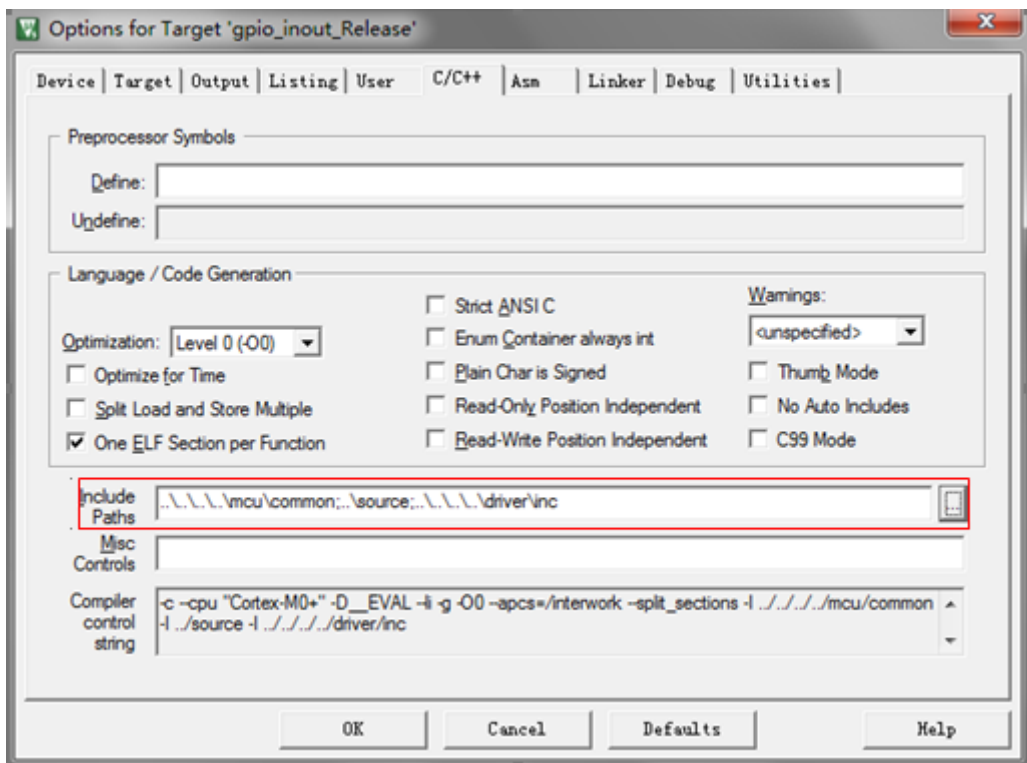 Options for Target 'gpio_inout_Release'
Device | Target | Output | Listing | User | C/C++ | Asm | Linker | Debug | Utilities
Preprocessor Symbols
Define:
Undefine:
Language / Code Generation
Optimization: Level 0 (-O0)
Optimize for Time
Split Load and Store Multiple
One ELF Section per Function
Strict ANSI C
Enum Container always int
Plain Char is Signed
Read-Only Position Independent
Read-Write Position Independent
Warnings:
<unspecified>
Thumb Mode
No Auto Includes
C99 Mode
Include
Paths
..\..\..\..\mcu\common;..\source;..\..\..\..\driver\inc
Misc
Controls
Compiler
control
string
-c --cpu "Cortex-M0+" -D__EVAL --li -g -O0 --apcs=/interwork --split_sections -I ../../../../mcu/common
-I ../source -I ../../../../driver/inc
OK Cancel Defaults Help